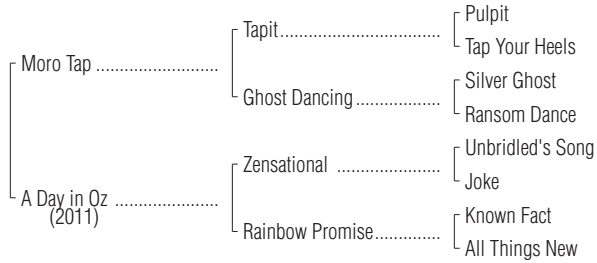 Pulpit
Tapit
Tap Your Heels
Moro Tap
Silver Ghost
Ghost Dancing
Ransom Dance
Unbridled's Song
Zensational
Joke
A Day in Oz
(2011)
Known Fact
Rainbow Promise
All Things New